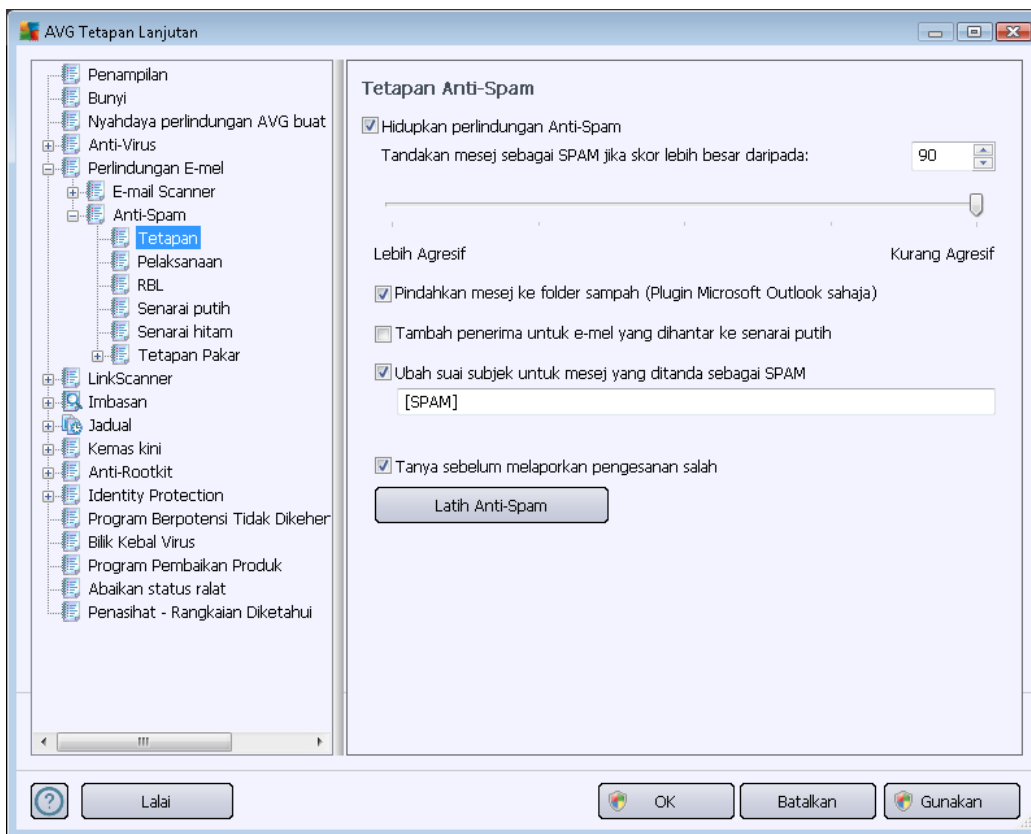 AVG Tetapan Lanjutan
Penampilan
Bunyi
Nyahdaya perlindungan AVG buat
Anti-Virus
Perlindungan E-mel
E-mail Scanner
Anti-Spam
Tetapan
Pelaksanaan
RBL
Senarai putih
Senarai hitam
Tetapan Pakar
LinkScanner
Imbasan
Jadual
Kemas kini
Anti-Rootkit
Identity Protection
Program Berpotensi Tidak Dikeher
Bilik Kebal Virus
Program Pembaikan Produk
Abaikan status ralat
Penasihat - Rangkaian Diketahui
Tetapan Anti-Spam
Hidupkan perlindungan Anti-Spam
Tandakan mesej sebagai SPAM jika skor lebih besar daripada: 90
Lebih Agresif Kurang Agresif
Pindahkan mesej ke folder sampah (Plugin Microsoft Outlook sahaja)
Tambah penerima untuk e-mel yang dihantar ke senarai putih
Ubah suai subjek untuk mesej yang ditanda sebagai SPAM
[SPAM]
Tanya sebelum melaporkan pengesanan salah
Latih Anti-Spam
? Lalai OK Batalkan Gunakan